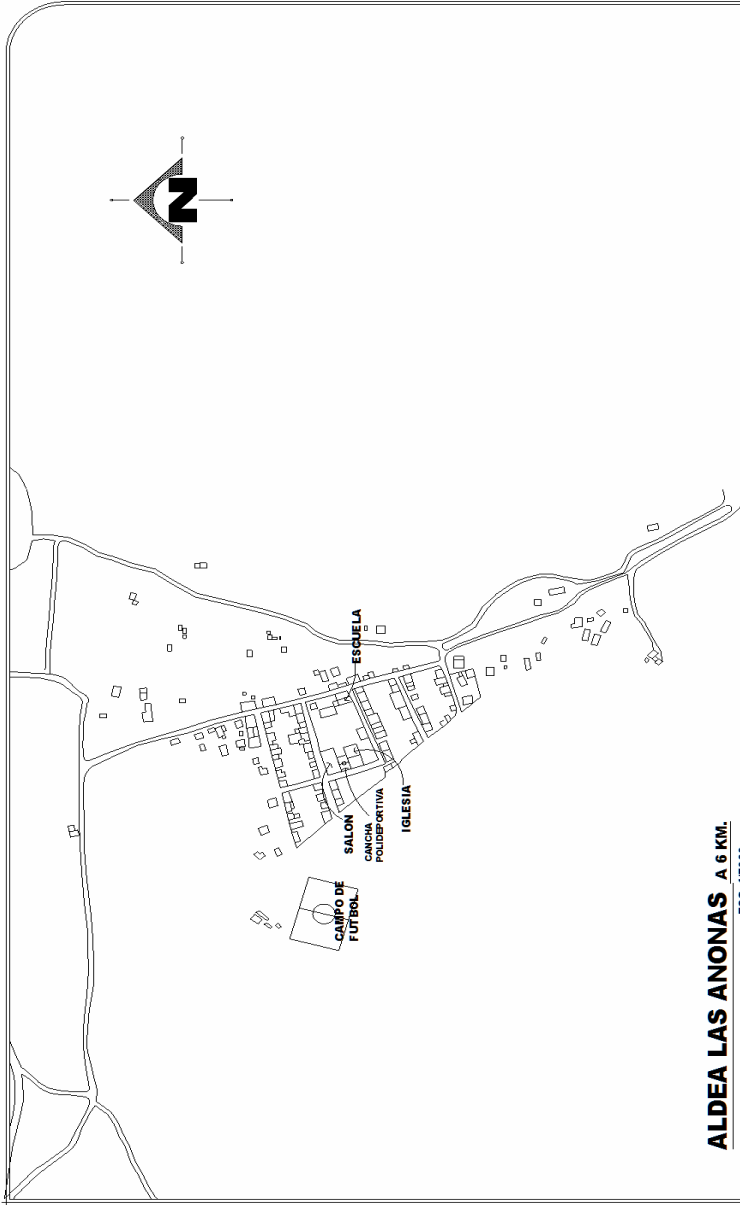 N
ESCUELA
SALON
CANCHA
POLIDEPORTIVA
IGLESIA
CAMPO DE
FUTBOL
ALDEA LAS ANONAS A 6 KM.